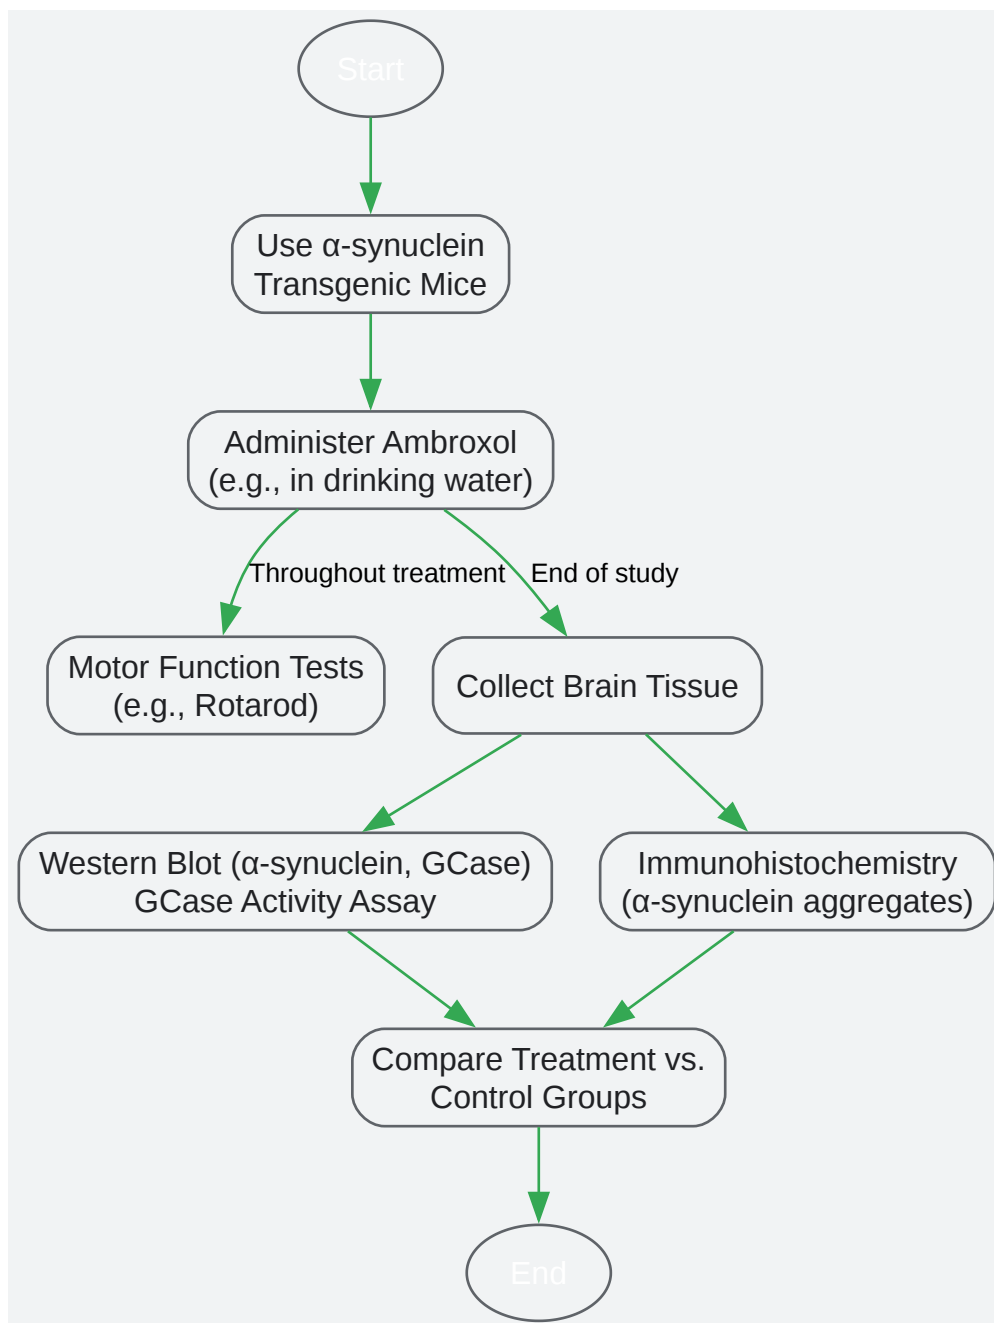 Start
Use α-synuclein
Transgenic Mice
Administer Ambroxol
(e.g., in drinking water)
Throughout treatment
End of study
Motor Function Tests
(e.g., Rotarod)
Collect Brain Tissue
Western Blot (α-synuclein, GCase)
GCase Activity Assay
Immunohistochemistry
(α-synuclein aggregates)
Compare Treatment vs.
Control Groups
End